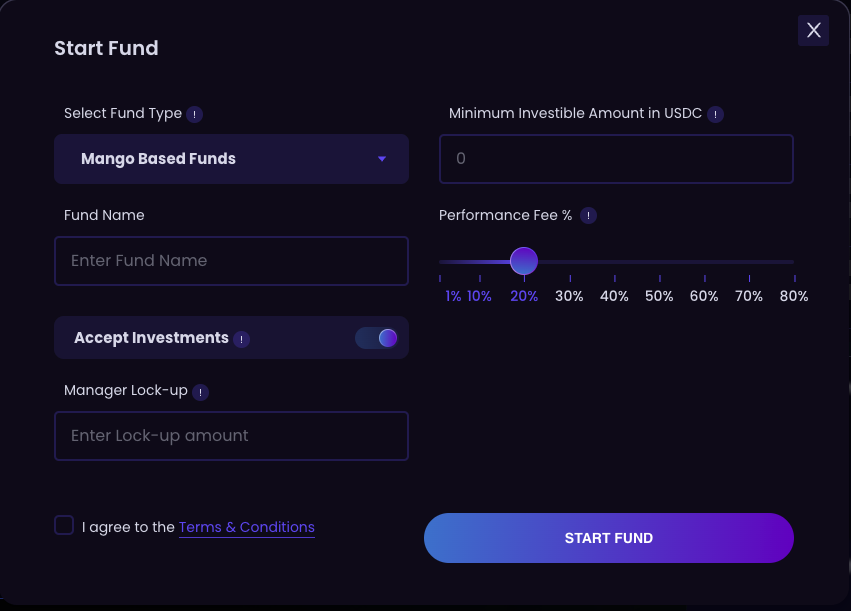 Start Fund
X
Select Fund Type !
Mango Based Funds
Fund Name
Enter Fund Name
Accept Investments !
Manager Lock-up !
Enter Lock-up amount
Minimum Investible Amount in USDC !
0
Performance Fee % !
1% 10% 20% 30% 40% 50% 60% 70% 80%
I agree to the Terms & Conditions
START FUND